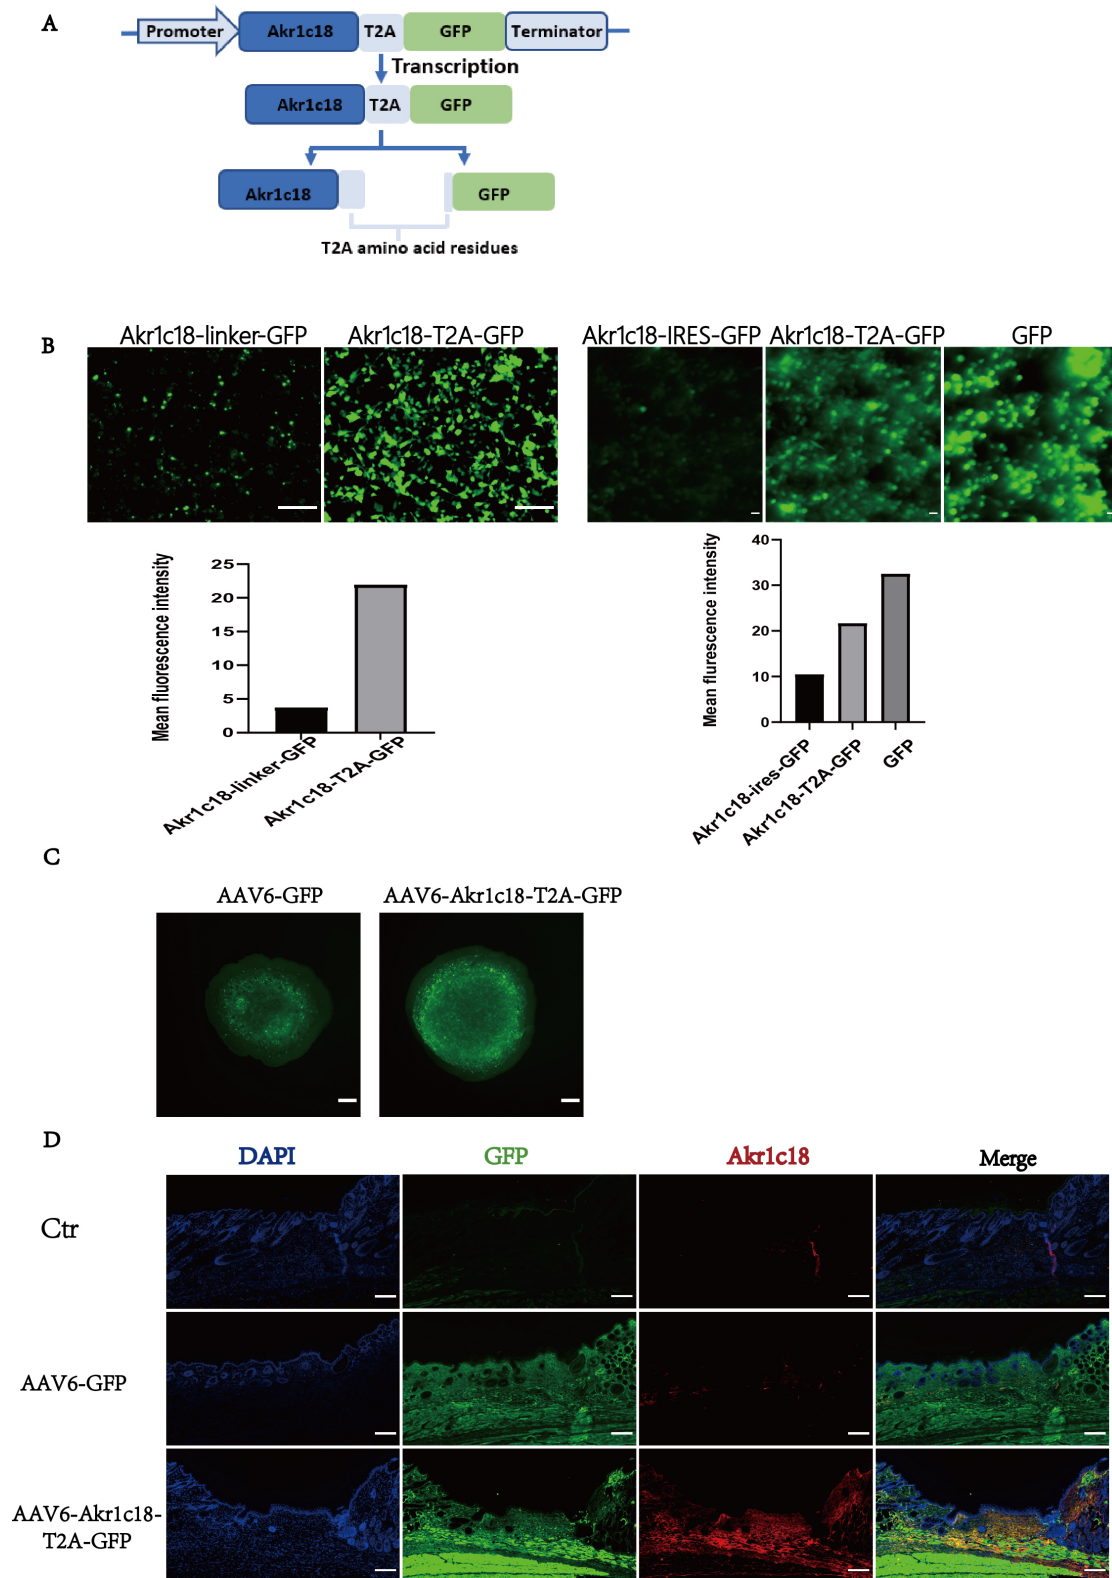 A
Promoter Akr1c18 T2A GFP Terminator
Transcription
Akr1c18 T2A GFP
Akr1c18 GFP
T2A amino acid residues
B
Akr1c18-linker-GFP Akr1c18-T2A-GFP Akr1c18-IRES-GFP Akr1c18-T2A-GFP GFP
Mean fluorescence intensity
25
20
15
10
5
0
Akr1c18-linker-GFP
Akr1c18-T2A-GFP
Mean flurescence intensity
40
30
20
10
0
Akr1c18-ires-GFP
Akr1c18-T2A-GFP
GFP
C
AAV6-GFP AAV6-Akr1c18-T2A-GFP
D
DAPI GFP Akr1c18 Merge
Ctr
AAV6-GFP
AAV6-Akr1c18-
T2A-GFP